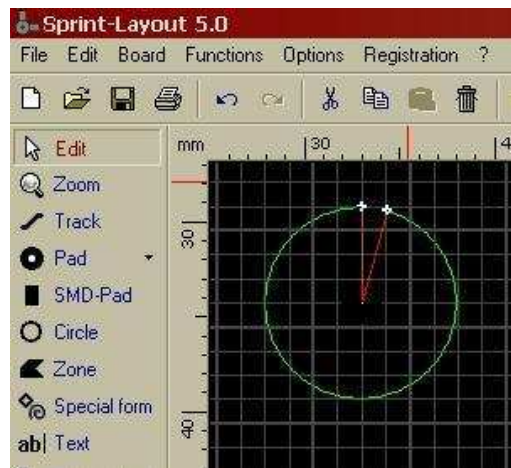 Sprint-Layout 5.0
File Edit Board Functions Options Registration ?
Edit
mm
30
4
Zoom
Track
30
Pad
SMD-Pad
Circle
Zone
Special form
40
ab| Text